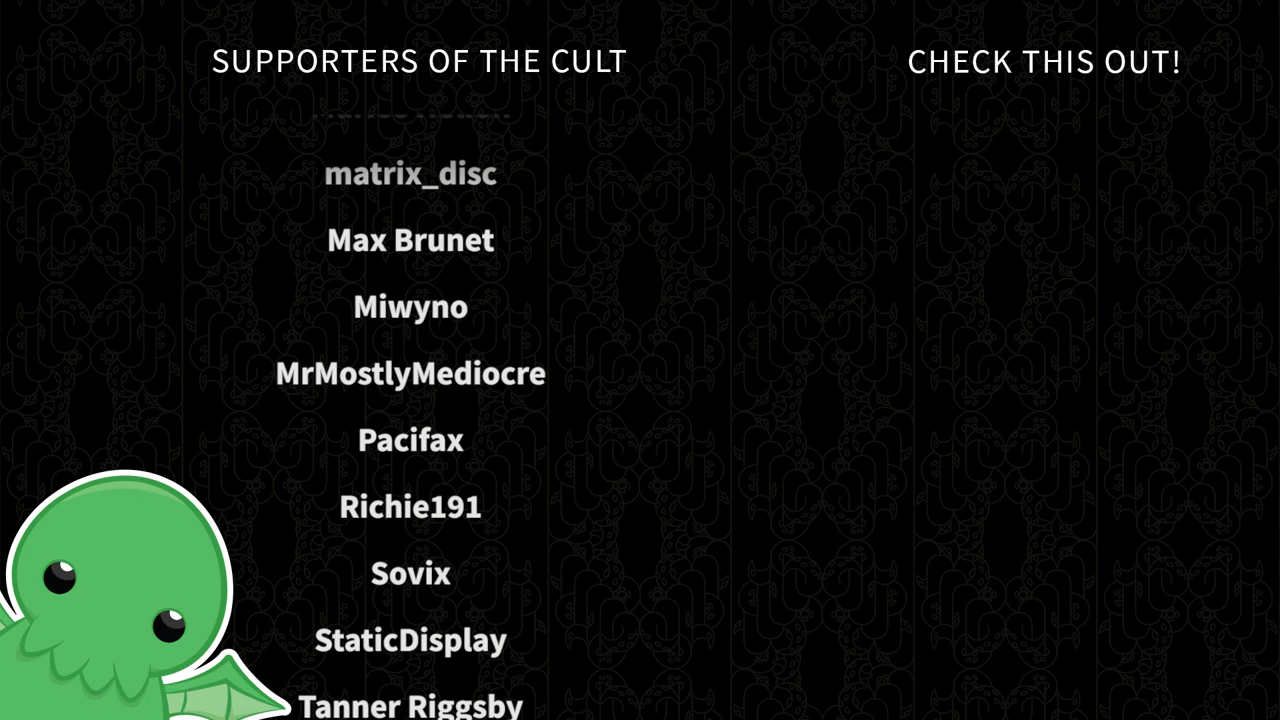 SUPPORTERS OF THE CULT
CHECK THIS OUT!
matrix_disc
Max Brunet
Miwyno
MrMostlyMediocre
Pacifax
Richie191
Sovix
StaticDisplay
Tanner Riggsby